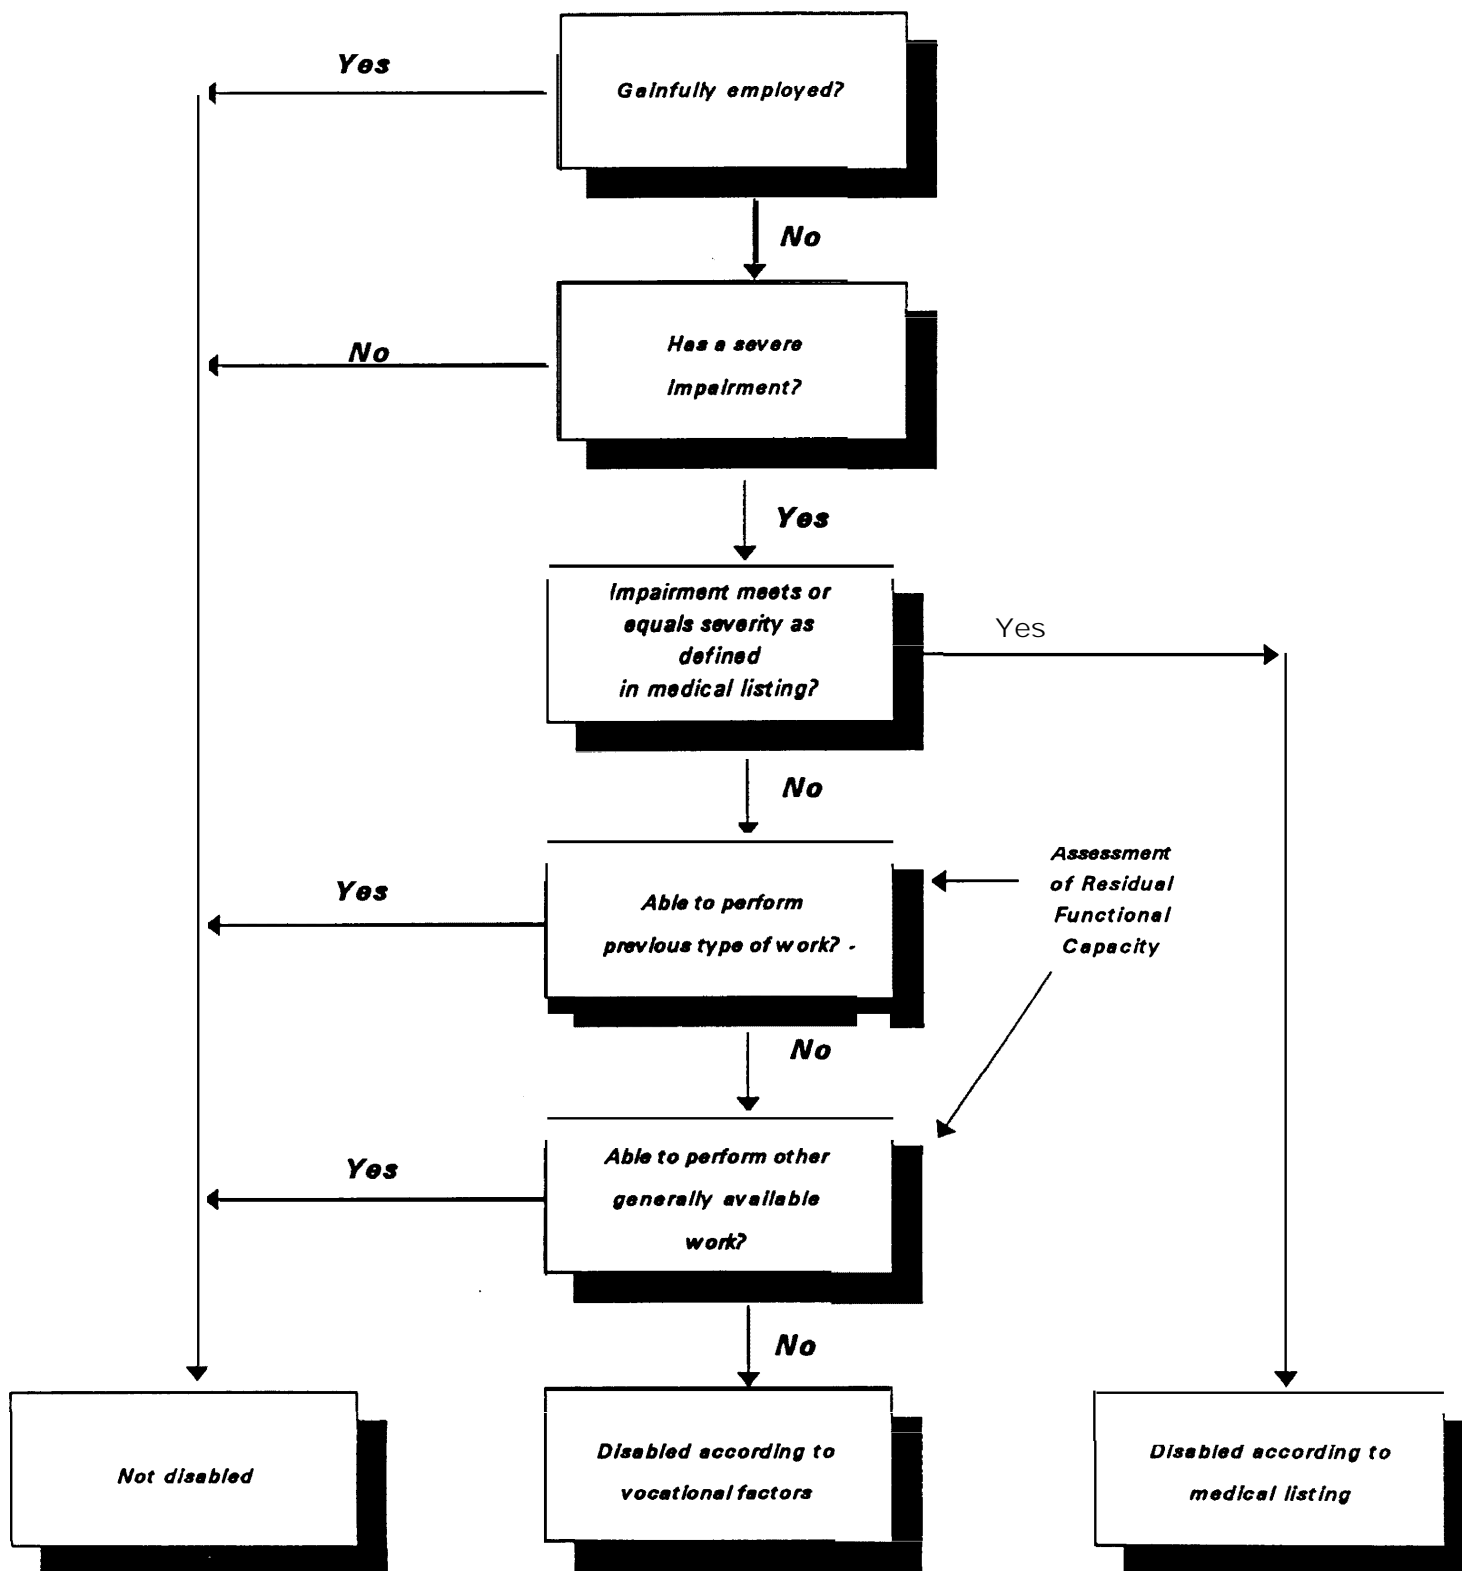 Yes
Gainfully employed?
No
No
Has a severe
impairment?
Yes
Impairment meets or
equals severity as
defined
in medical listing?
Yes
No
Yes
Able to perform
previous type of work? -
Assessment
of Residual
Functional
Capacity
No
Yes
Able to perform other
generally available
work?
No
Not disabled
Disabled according to
vocational factors
Disabled according to
medical listing